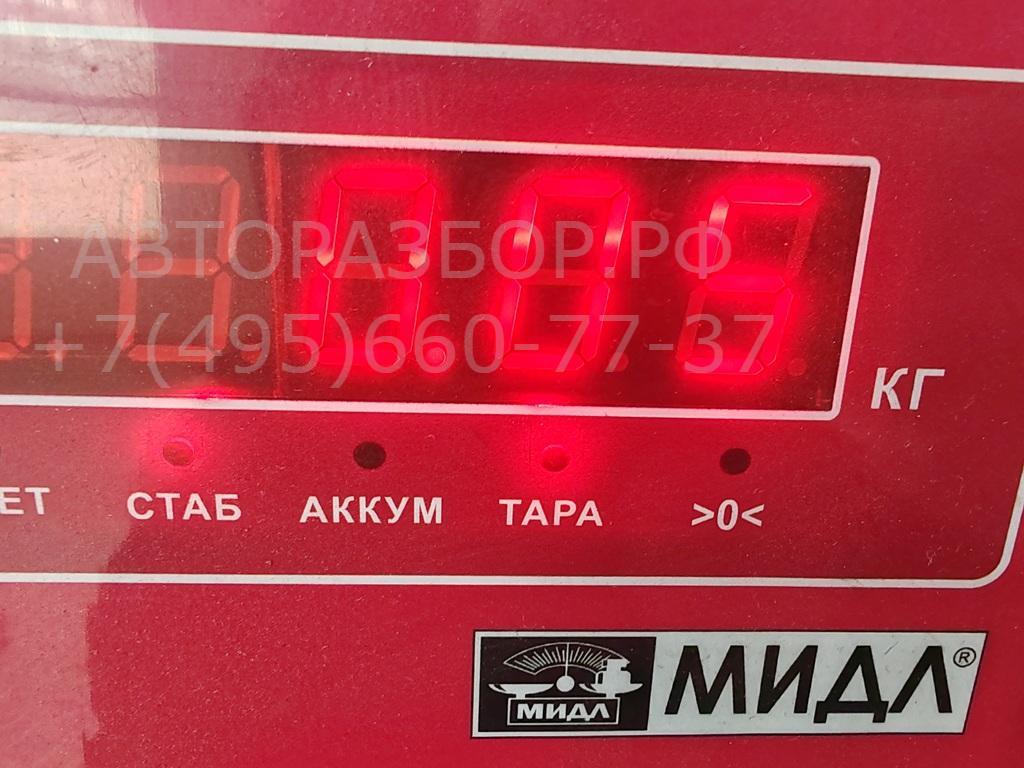 АВТОРАЗБОР.РФ
+7(495)660-77-37
КГ
СТАБ АККУМ ТАРА >0<
МИДЛ МИДЛ®